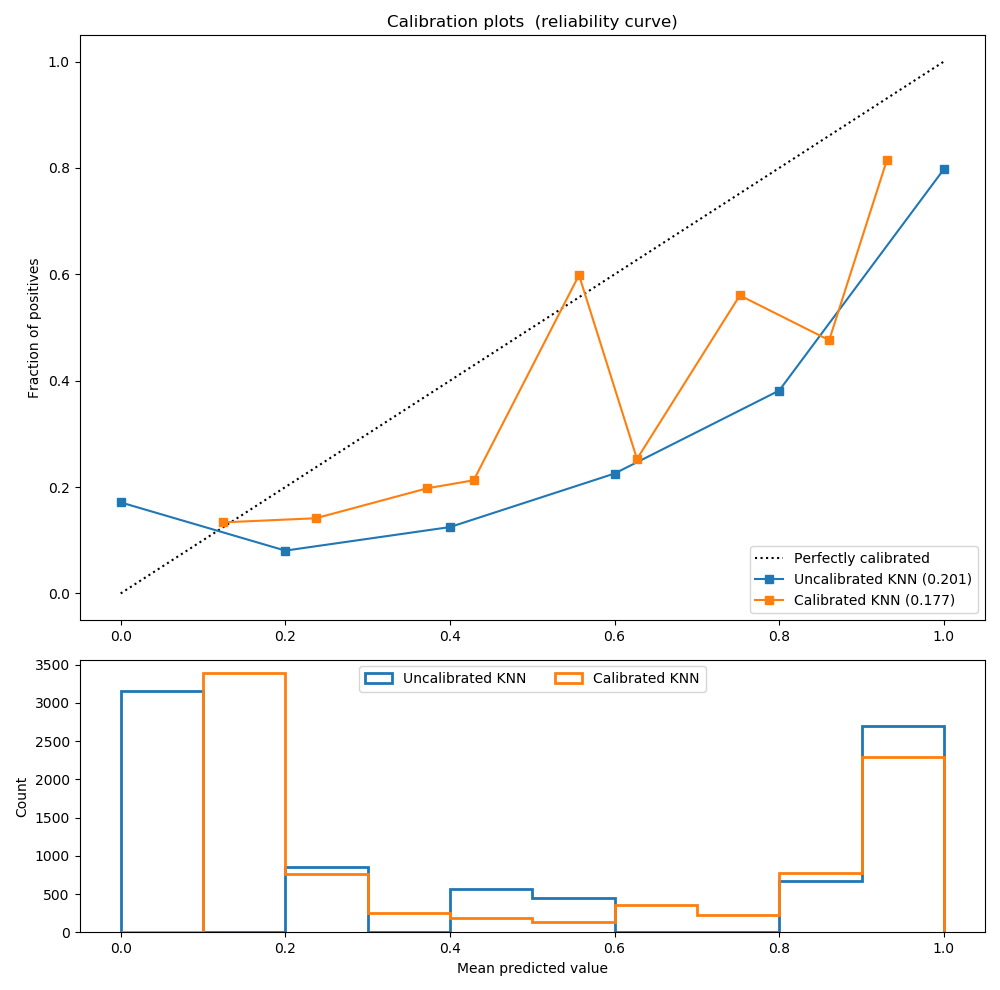 Calibration plots  (reliability curve)
1.0
0.8
0.6
0.4
0.2
0.0
Fraction of positives
Perfectly calibrated
Uncalibrated KNN (0.201)
Calibrated KNN (0.177)
0.0 0.2 0.4 0.6 0.8 1.0
Uncalibrated KNN Calibrated KNN
3500
3000
2500
2000
1500
1000
500
0
Count
0.0 0.2 0.4 0.6 0.8 1.0
Mean predicted value